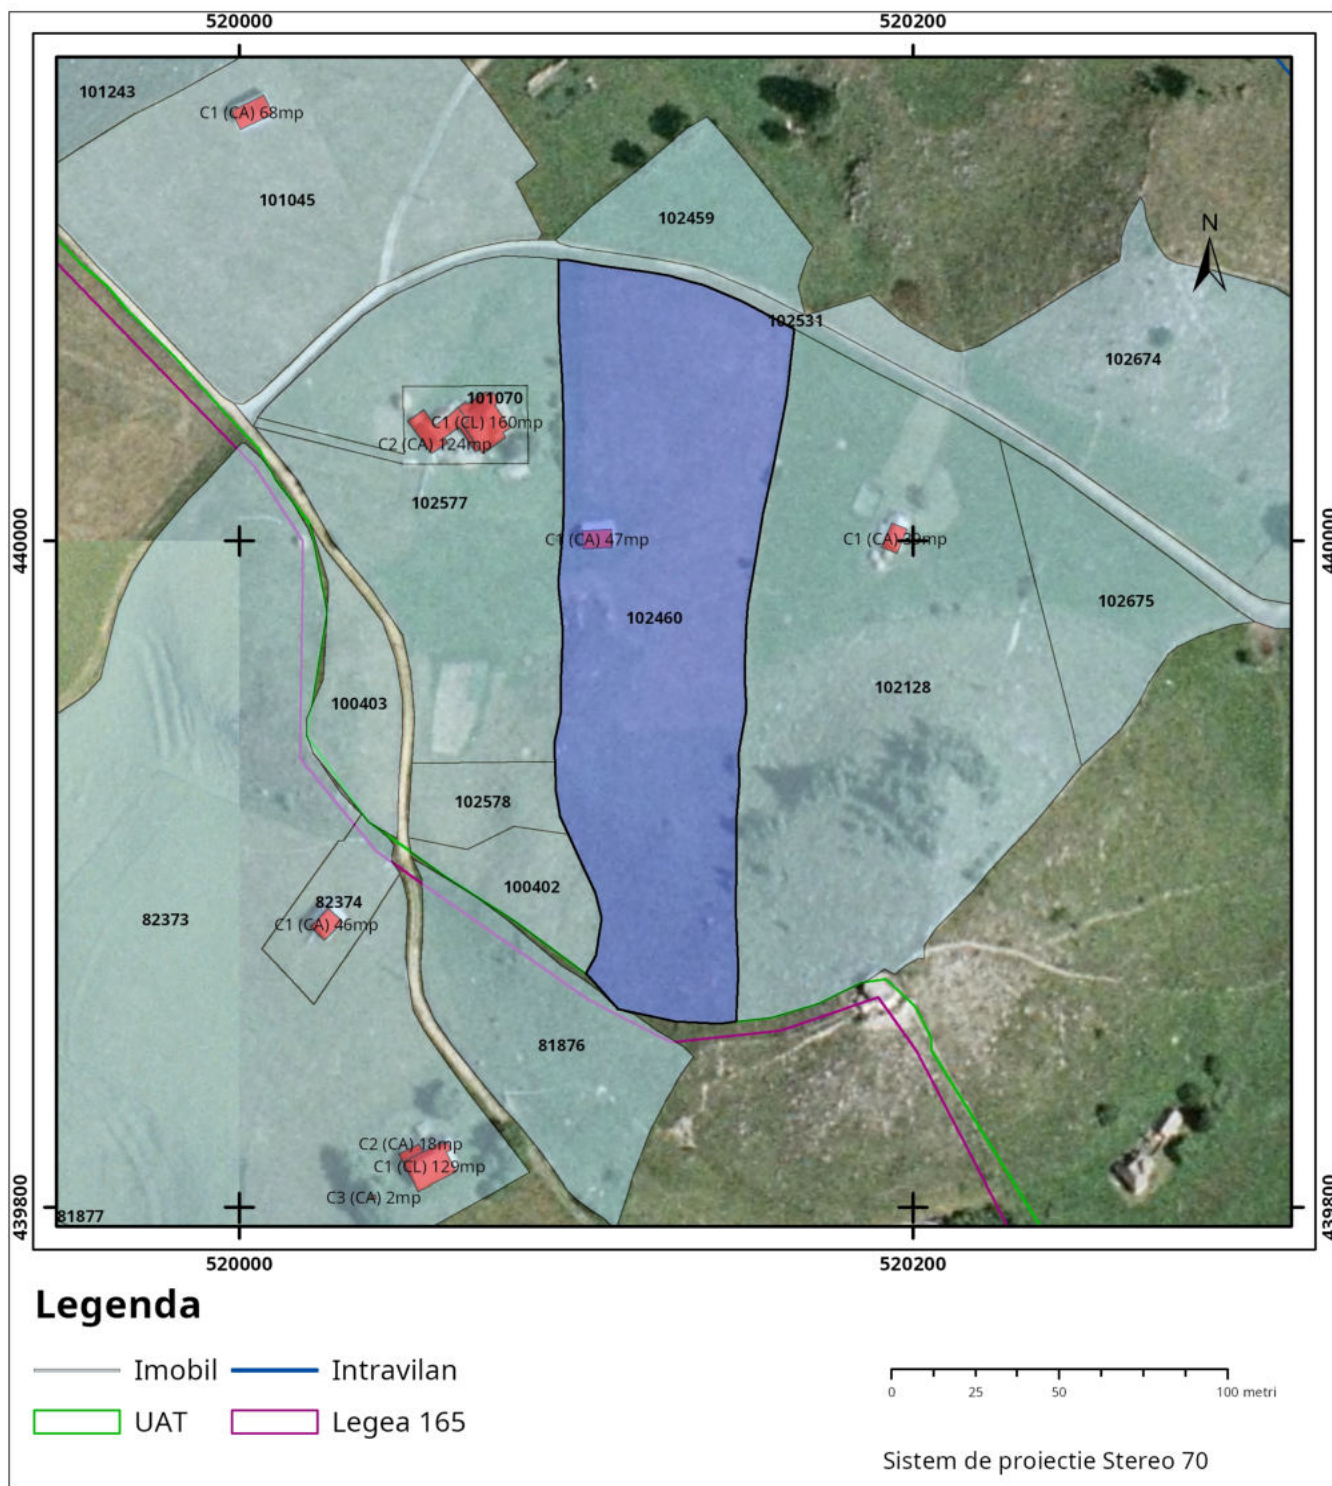 520000 520200
101243
C1 (CA) 68mp
101045
102459
N
102531
102674
101070
C1 (CL) 160mp
C2 (CA) 124mp
102577
440000
C1 (CA) 47mp
C1 (CA) 39mp
440000
102460
102675
102128
100403
102578
100402
82374
82373
C1 (CA) 46mp
81876
C2 (CA) 18mp
C1 (CL) 129mp
C3 (CA) 2mp
439800
81877
439800
520000 520200
Legenda
Imobil Intravilan
UAT Legea 165
0 25 50 100 metri
Sistem de proiectie Stereo 70